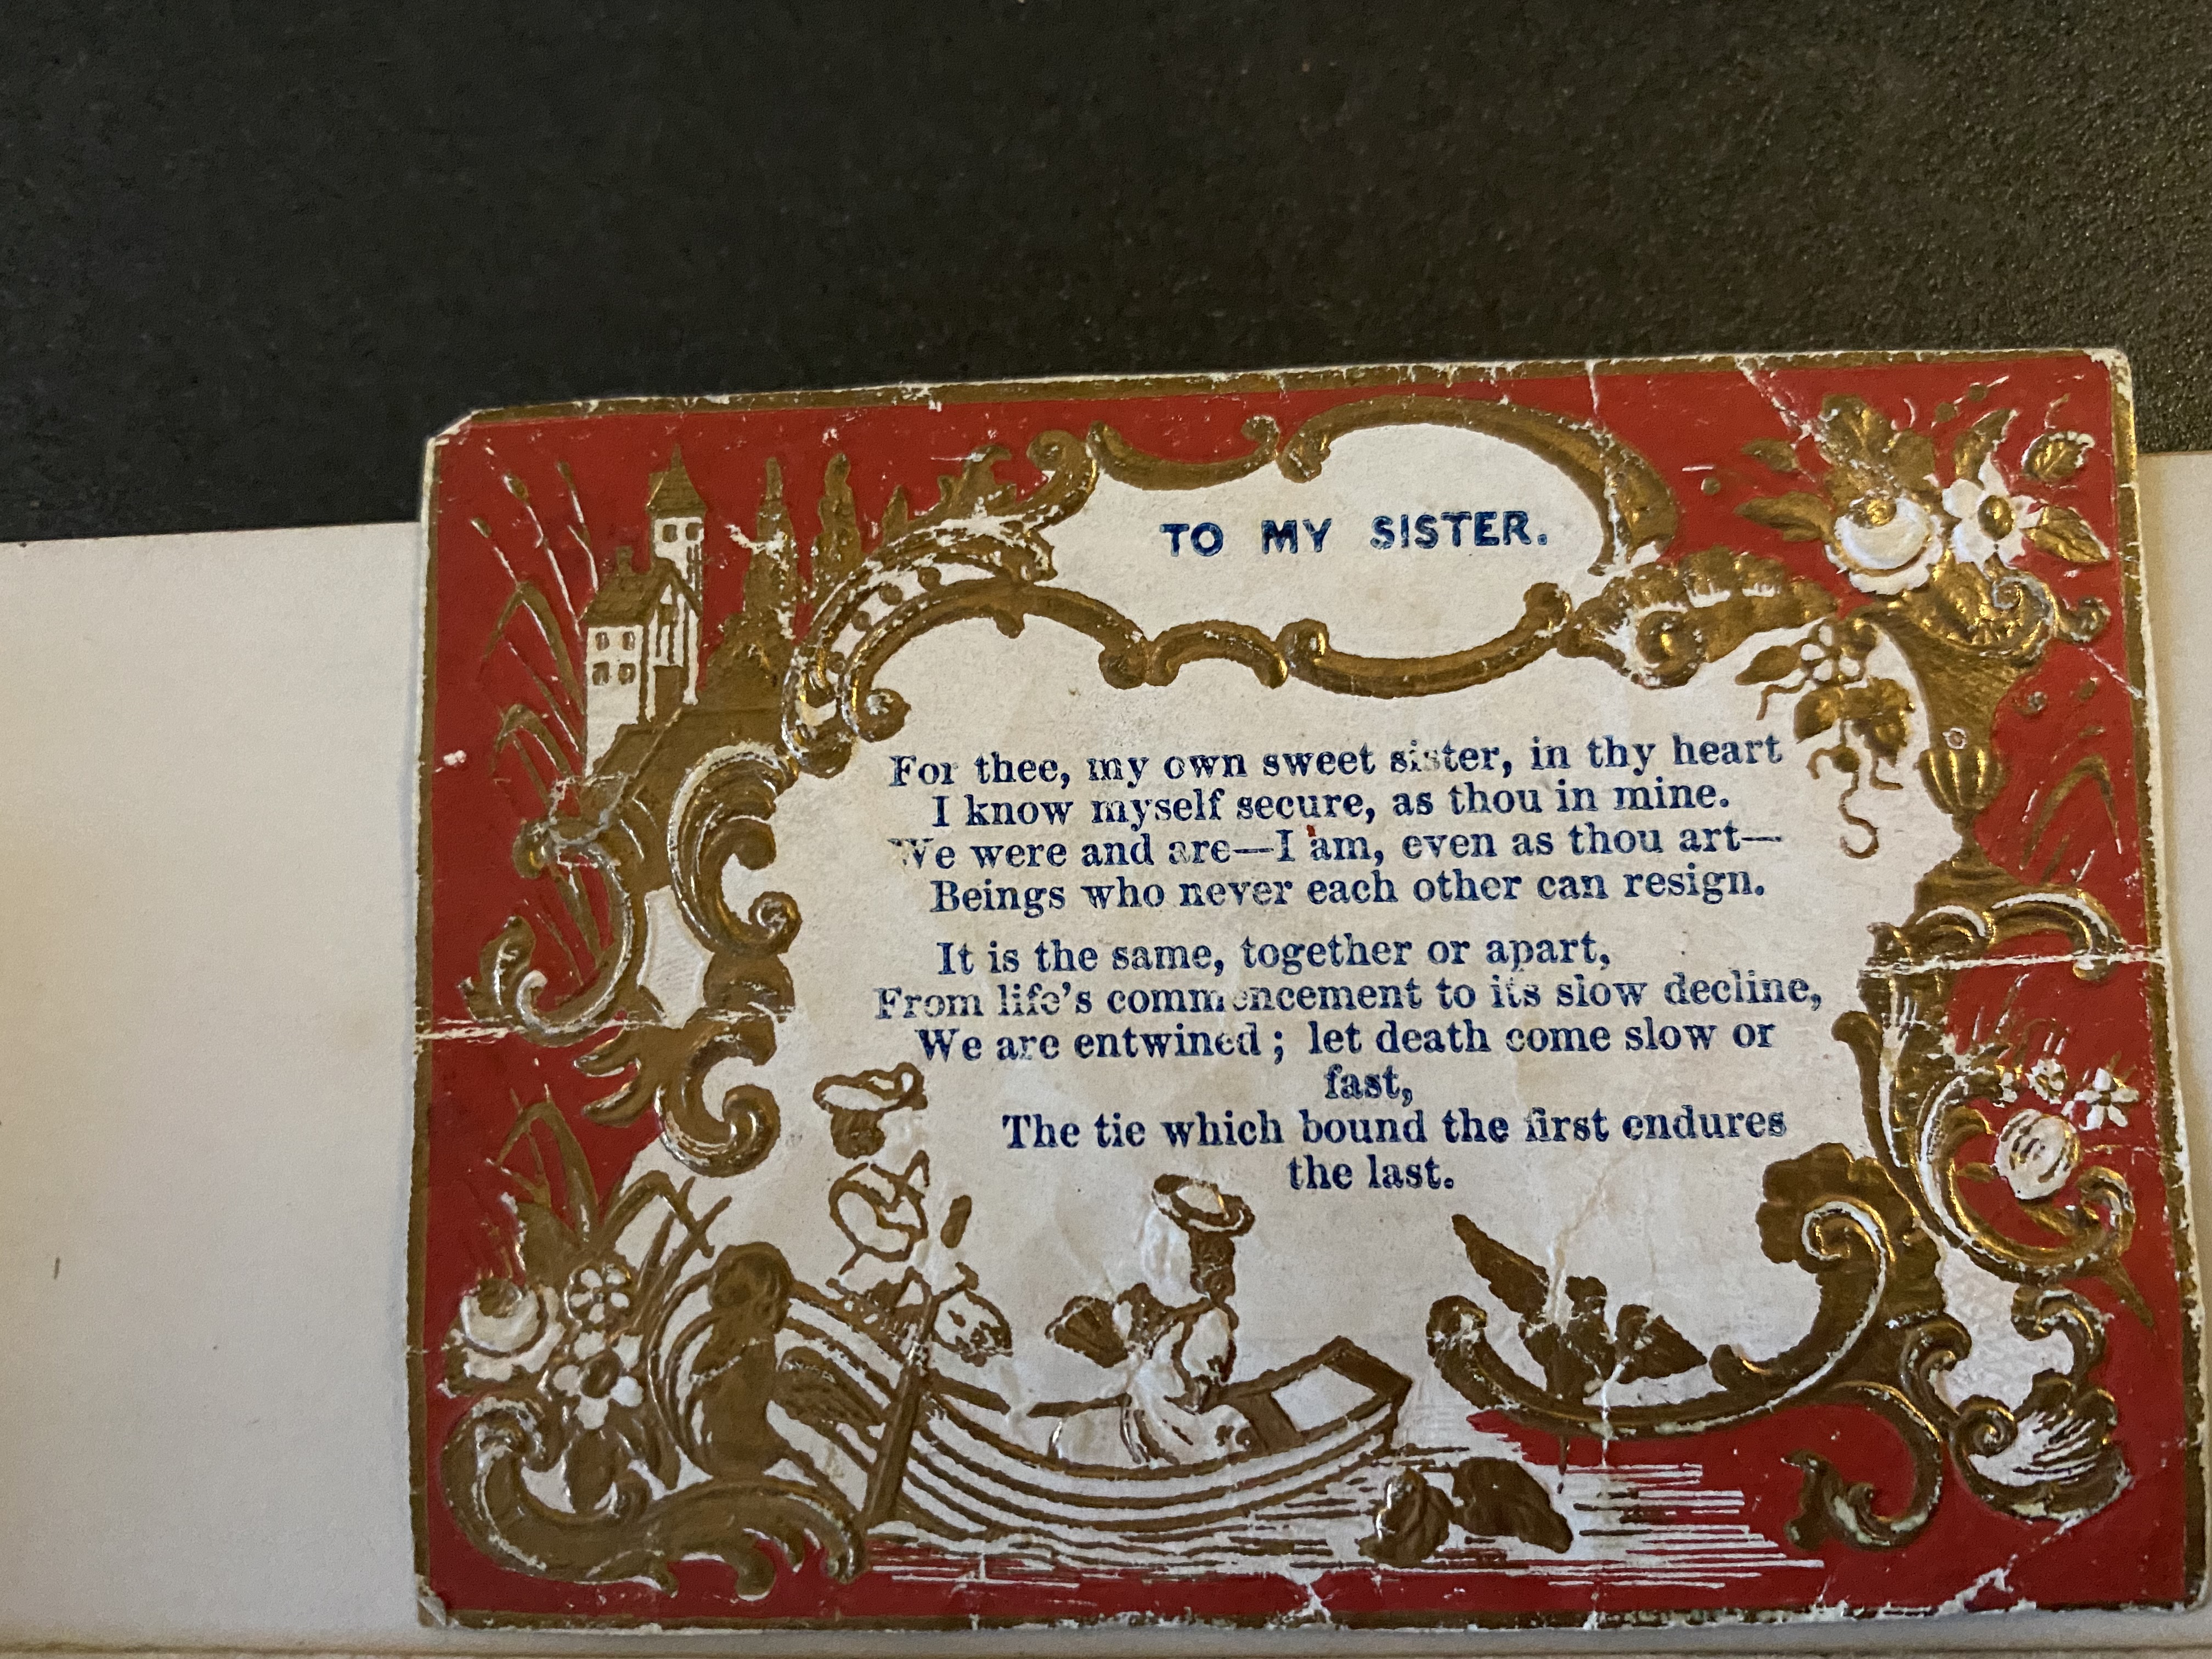 TO MY SISTER.
For thee, my own sweet sister, in thy heart
I know myself secure, as thou in mine.
We were and are—I am, even as thou art—
Beings who never each other can resign.
It is the same, together or apart,
From life's commencement to its slow decline,
We are entwined; let death come slow or
fast,
The tie which bound the first endures
the last.